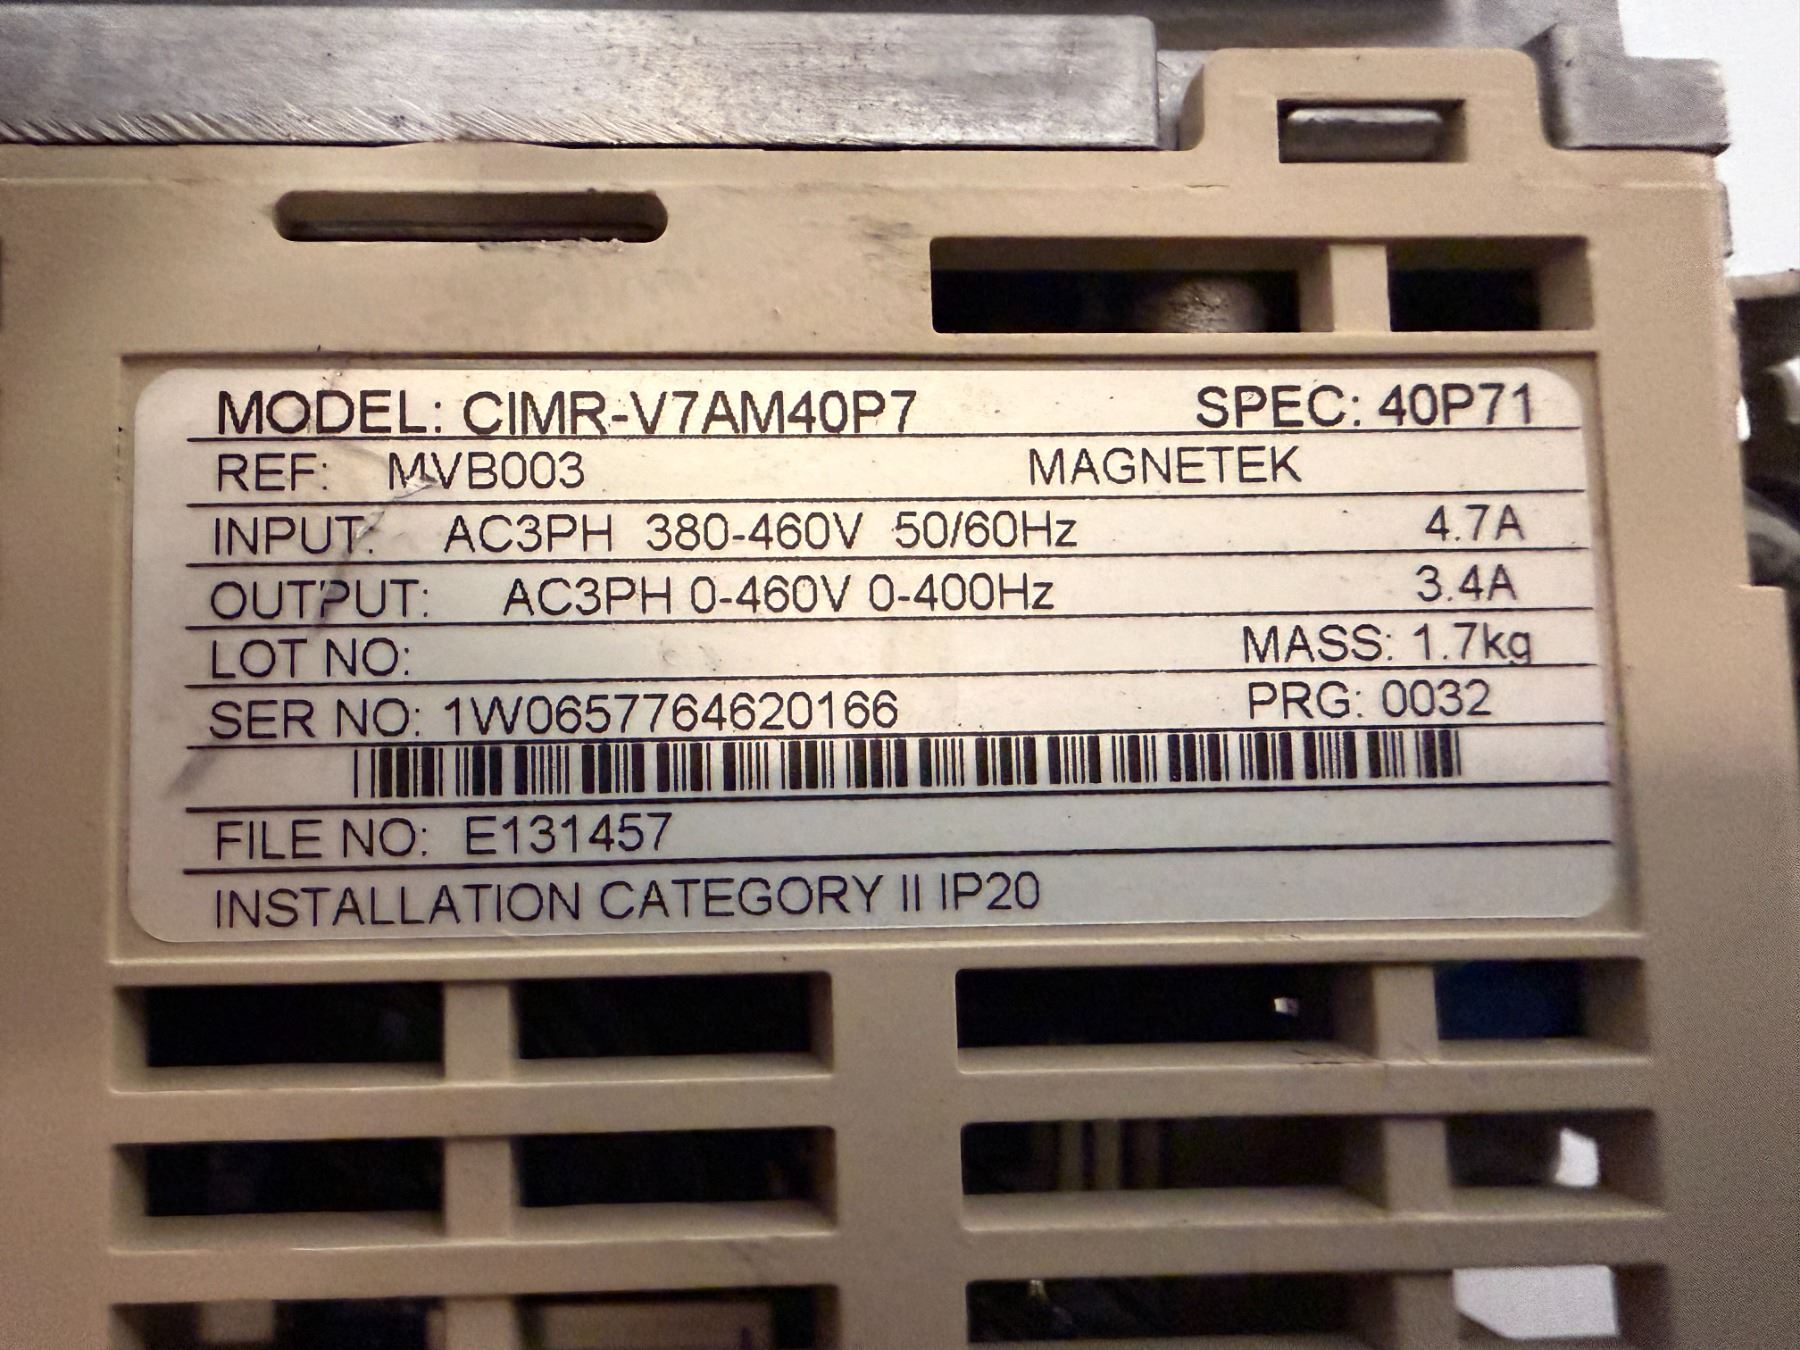 MODEL: CIMR-V7AM40P7 SPEC: 40P71
REF: MVB003 MAGNETEK
INPUT: AC3PH 380-460V 50/60Hz 4.7A
OUTPUT: AC3PH 0-460V 0-400Hz 3.4A
LOT NO: MASS: 1.7kg
SER NO: 1W0657764620166 PRG: 0032
FILE NO: E131457
INSTALLATION CATEGORY II IP20